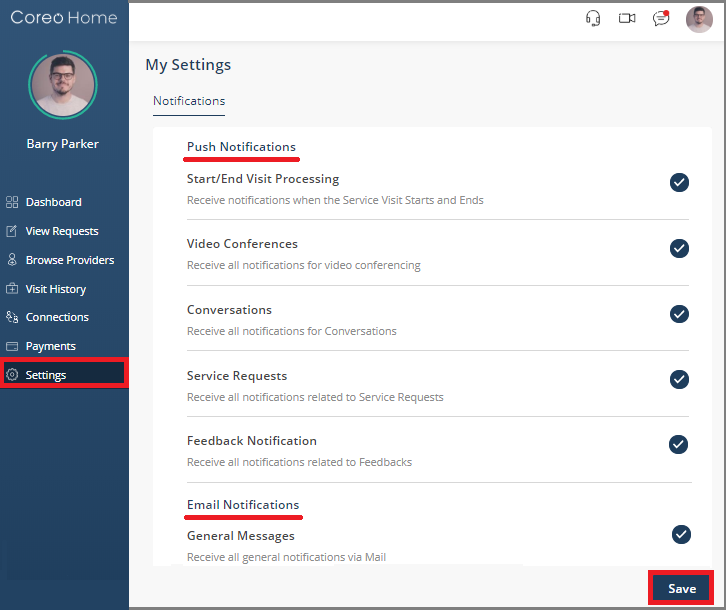 Coreo Home
Barry Parker
Dashboard
View Requests
Browse Providers
Visit History
Connections
Payments
Settings
My Settings
Notifications
Push Notifications
Start/End Visit Processing
Receive notifications when the Service Visit Starts and Ends
Video Conferences
Receive all notifications for video conferencing
Conversations
Receive all notifications for Conversations
Service Requests
Receive all notifications related to Service Requests
Feedback Notification
Receive all notifications related to Feedbacks
Email Notifications
General Messages
Receive all general notifications via Mail
Save